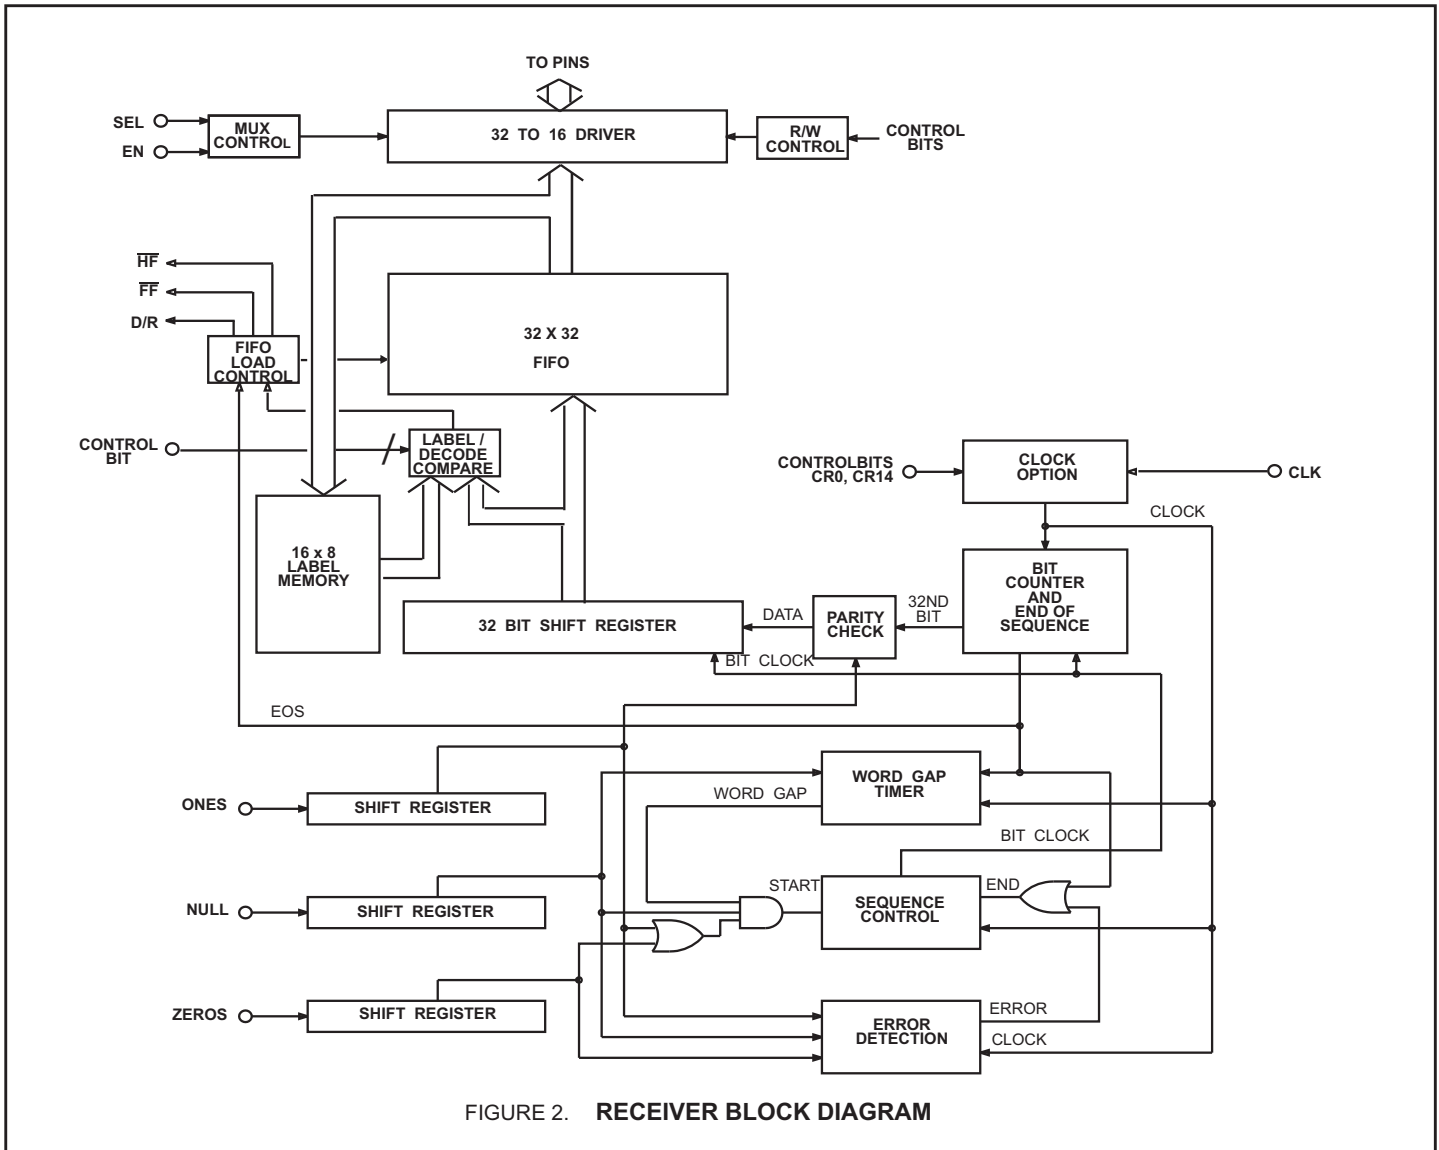 TO PINS
SEL
EN
MUX
CONTROL
32 TO 16 DRIVER
R/W
CONTROL
CONTROL
BITS
HF
FF
D/R
FIFO
LOAD
CONTROL
32 X 32
FIFO
CONTROL
BIT
/
LABEL /
DECODE
COMPARE
CONTROLBITS
CR0, CR14
CLOCK
OPTION
CLK
CLOCK
16 x 8
LABEL
MEMORY
BIT
COUNTER
AND
END OF
SEQUENCE
32ND
BIT
PARITY
CHECK
DATA
32 BIT SHIFT REGISTER
BIT CLOCK
EOS
ONES
SHIFT REGISTER
WORD GAP
WORD GAP
TIMER
BIT CLOCK
NULL
SHIFT REGISTER
START
SEQUENCE
CONTROL
END
ZEROS
SHIFT REGISTER
ERROR
DETECTION
ERROR
CLOCK
FIGURE 2. RECEIVER BLOCK DIAGRAM